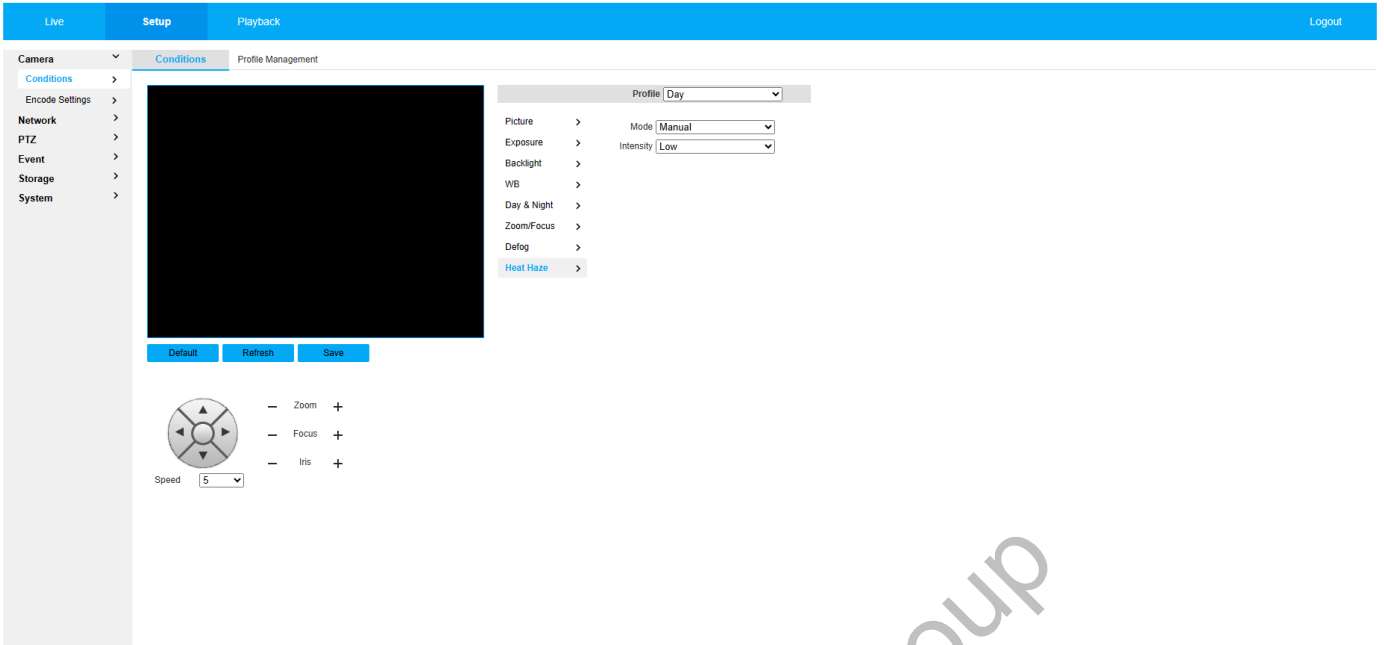 Live Setup Playback Logout
Camera
Conditions
Encode Settings
Network
PTZ
Event
Storage
System
Conditions Profile Management
Profile Day
Picture
Exposure
Backlight
WB
Day & Night
Zoom/Focus
Defog
Heat Haze
Mode Manual
Intensity Low
Default Refresh Save
Zoom
Focus
Iris
Speed 5